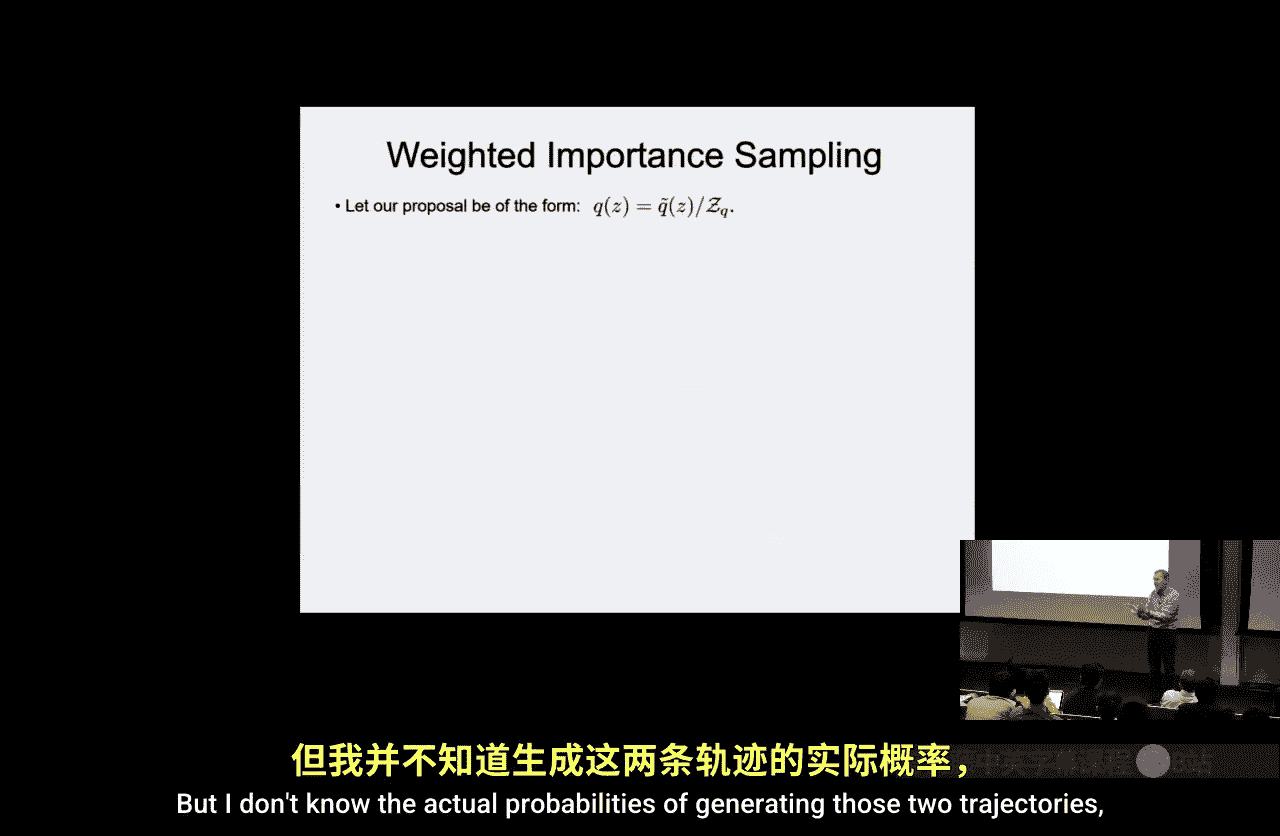 Weighted Importance Sampling
• Let our proposal be of the form: q(z) = q̃(z)/𝒵_q.
但我并不知道生成这两条轨迹的实际概率，
But I don't know the actual probabilities of generating those two trajectories,